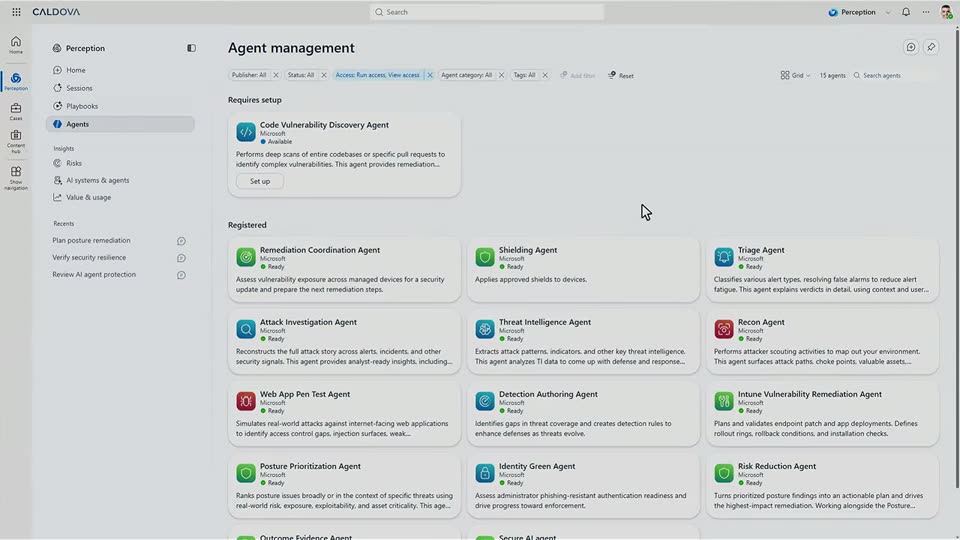 CALDOVA
Search
Perception
Home
Perception
Cases
Content hub
Show navigation
Perception
Home
Sessions
Playbooks
Agents
Insights
Risks
AI systems & agents
Value & usage
Recents
Plan posture remediation
Verify security resilience
Review AI agent protection
Agent management
Publisher: All
Status: All
Access: Run access, View access
Agent category: All
Tags: All
Add filter
Reset
Grid
15 agents
Search agents
Requires setup
Code Vulnerability Discovery Agent
Microsoft
Available
Performs deep scans of entire codebases or specific pull requests to
identify complex vulnerabilities. This agent provides remediation...
Set up
Registered
Remediation Coordination Agent
Microsoft
Ready
Assess vulnerability exposure across managed devices for a security
update and prepare the next remediation steps.
Shielding Agent
Microsoft
Ready
Applies approved shields to devices.
Triage Agent
Microsoft
Ready
Classifies various alert types, resolving false alarms to reduce alert
fatigue. This agent explains verdicts in detail, using context and user...
Attack Investigation Agent
Microsoft
Ready
Reconstructs the full attack story across alerts, incidents, and other
security signals. This agent provides analyst-ready insights, including...
Threat Intelligence Agent
Microsoft
Ready
Extracts attack patterns, indicators, and other key threat intelligence.
This agent analyzes TI data to come up with defense and response...
Recon Agent
Microsoft
Ready
Performs attacker scouting activities to map out your environment.
This agent surfaces attack paths, choke points, valuable assets,...
Web App Pen Test Agent
Microsoft
Ready
Simulates real-world attacks against internet-facing web applications
to identify access control gaps, injection surfaces, weak...
Detection Authoring Agent
Microsoft
Ready
Identifies gaps in threat coverage and creates detection rules to
enhance defenses as threats evolve.
Intune Vulnerability Remediation Agent
Microsoft
Ready
Plans and validates endpoint patch and app deployments. Defines
rollout rings, rollback conditions, and installation checks.
Posture Prioritization Agent
Microsoft
Ready
Ranks posture issues broadly or in the context of specific threats using
real-world risk, exposure, exploitability, and asset criticality. This age...
Identity Green Agent
Microsoft
Ready
Assess administrator phishing-resistant authentication readiness and
drive progress toward enforcement.
Risk Reduction Agent
Microsoft
Ready
Turns prioritized posture findings into an actionable plan and drives
the highest-impact remediation. Working alongside the Posture...
Outcome Evidence Agent
Secure AI agent